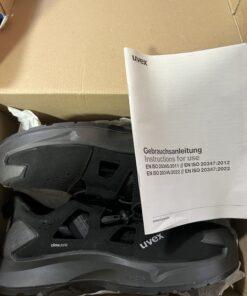 uvex
Gebrauchsanleitung
Instructions for use
EN ISO 20345:2011 // EN ISO 20347:2012
EN ISO 20345:2022 // EN ISO 20347:2022
uvex